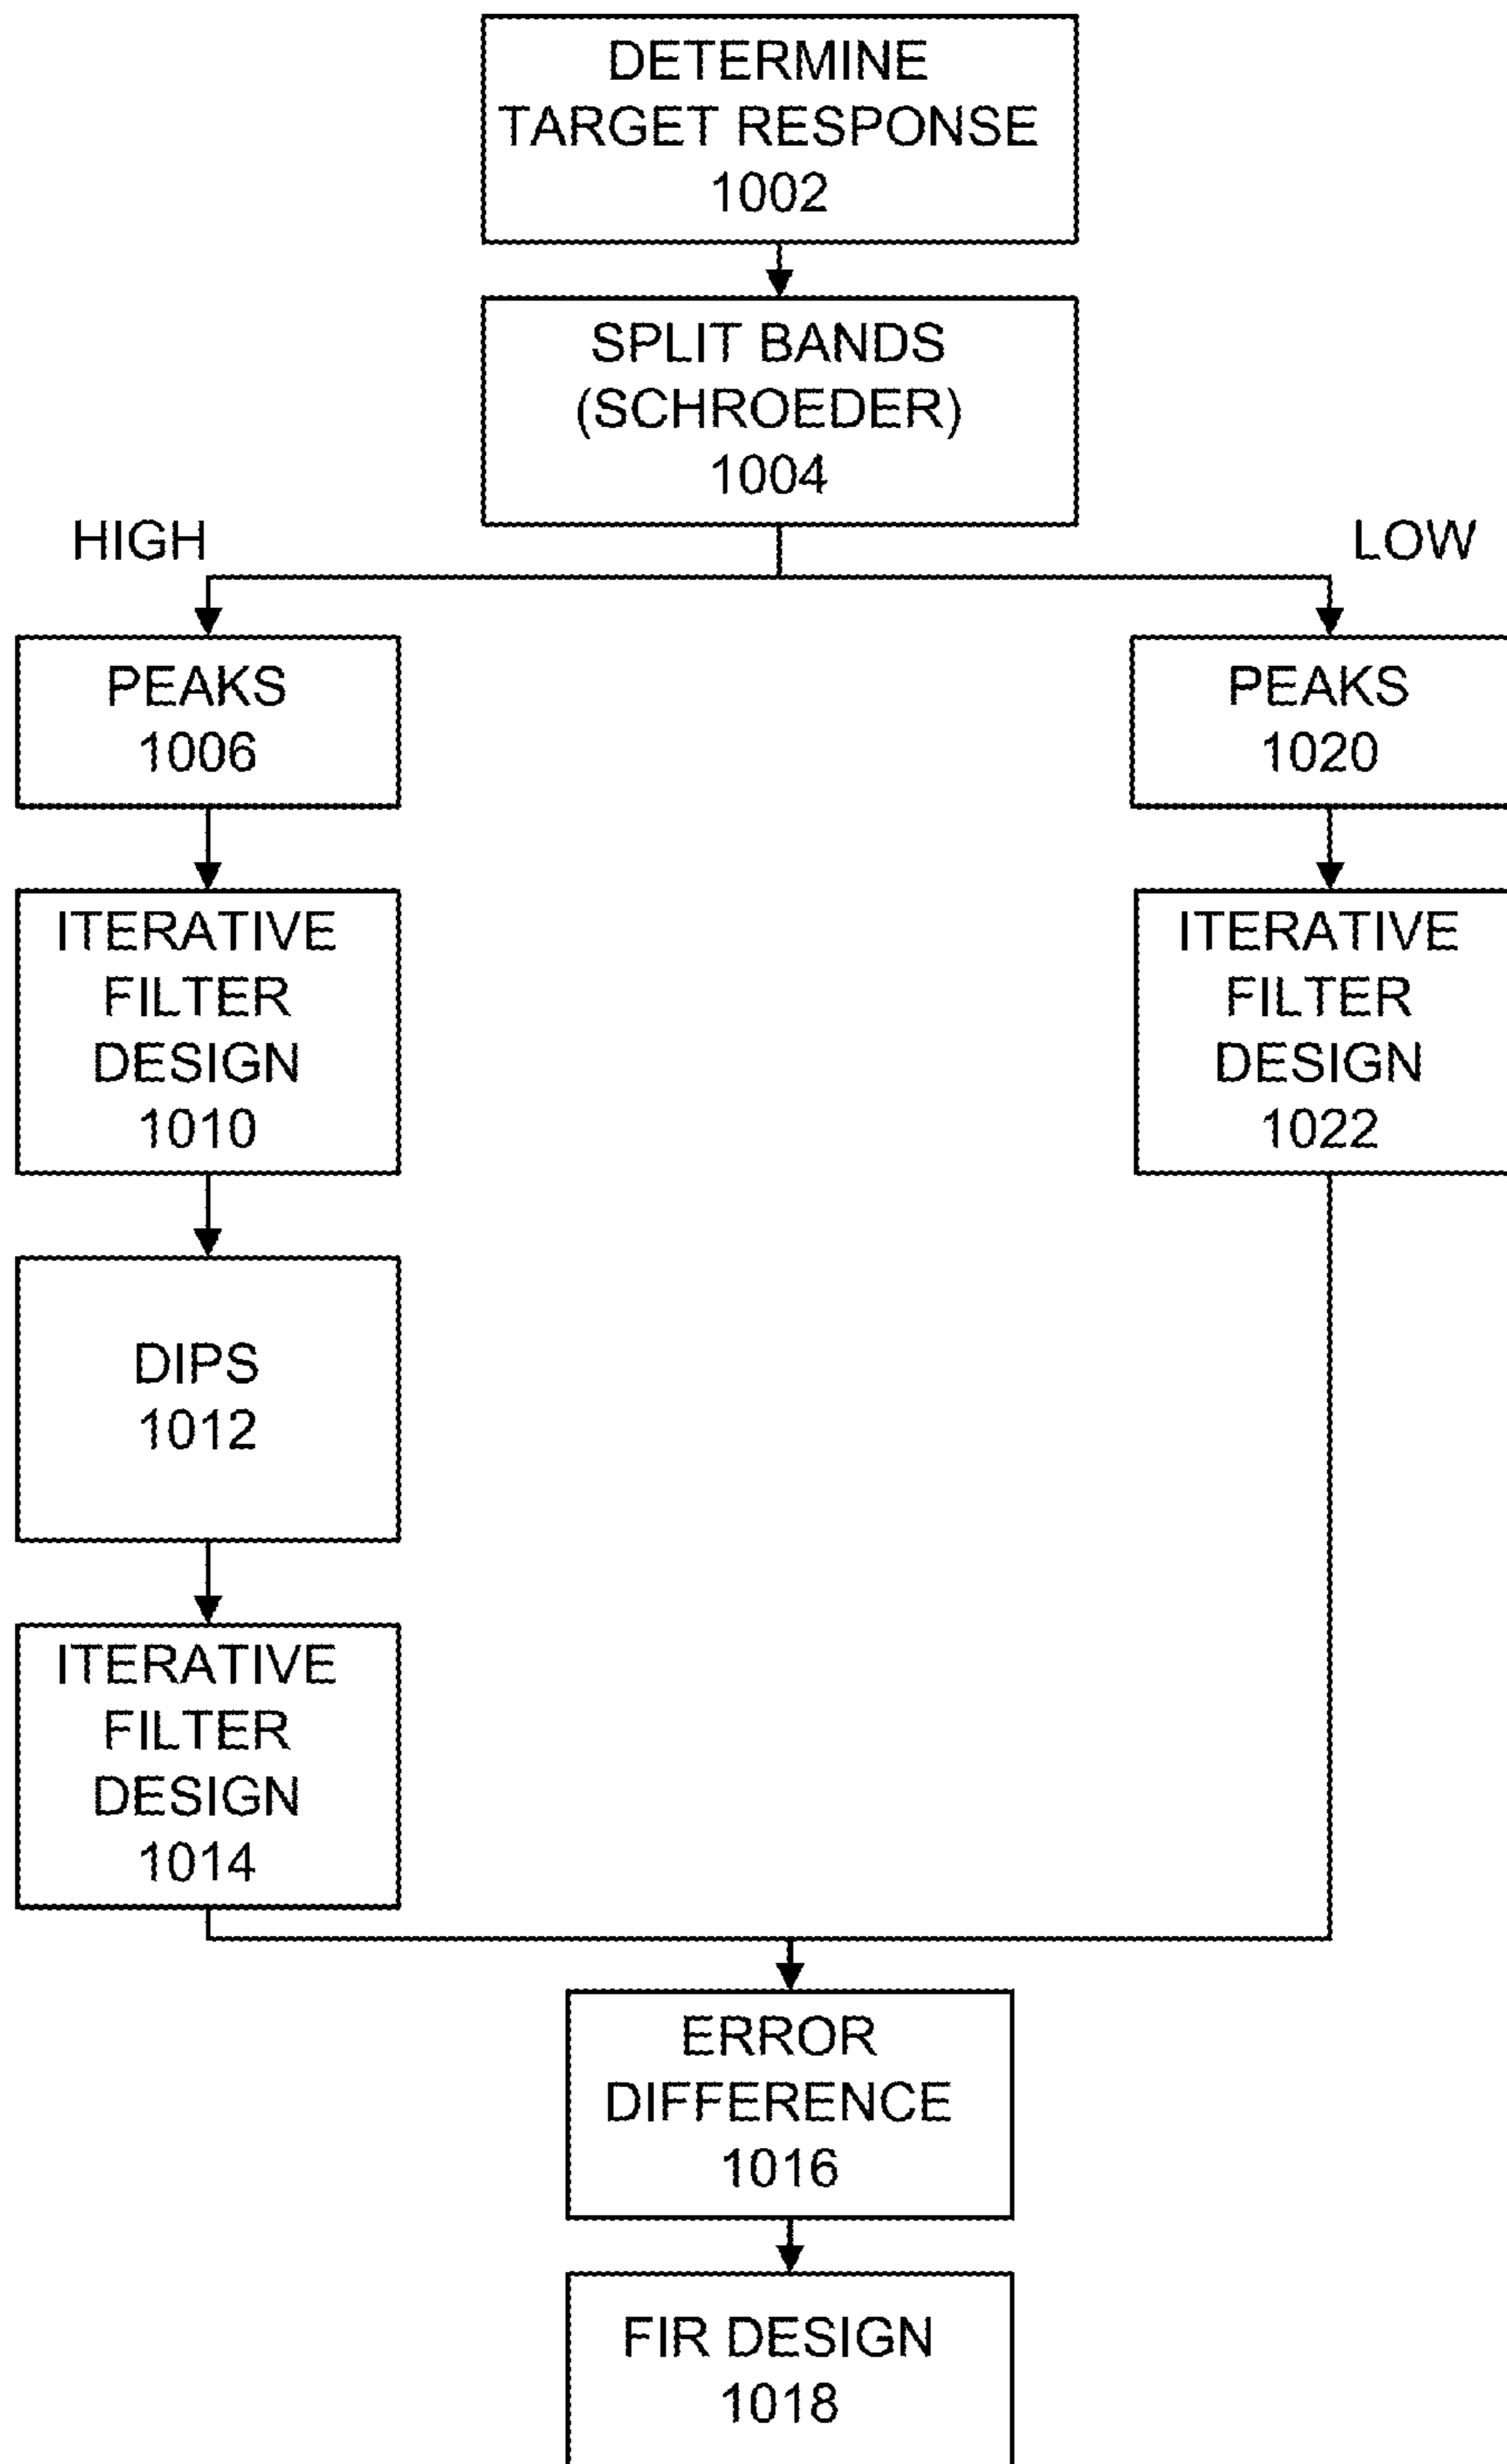 DETERMINE
TARGET RESPONSE
1002
SPLIT BANDS
(SCHROEDER)
1004
HIGH
LOW
PEAKS
1006
PEAKS
1020
ITERATIVE
FILTER
DESIGN
1010
ITERATIVE
FILTER
DESIGN
1022
DIPS
1012
ITERATIVE
FILTER
DESIGN
1014
ERROR
DIFFERENCE
1016
FIR DESIGN
1018